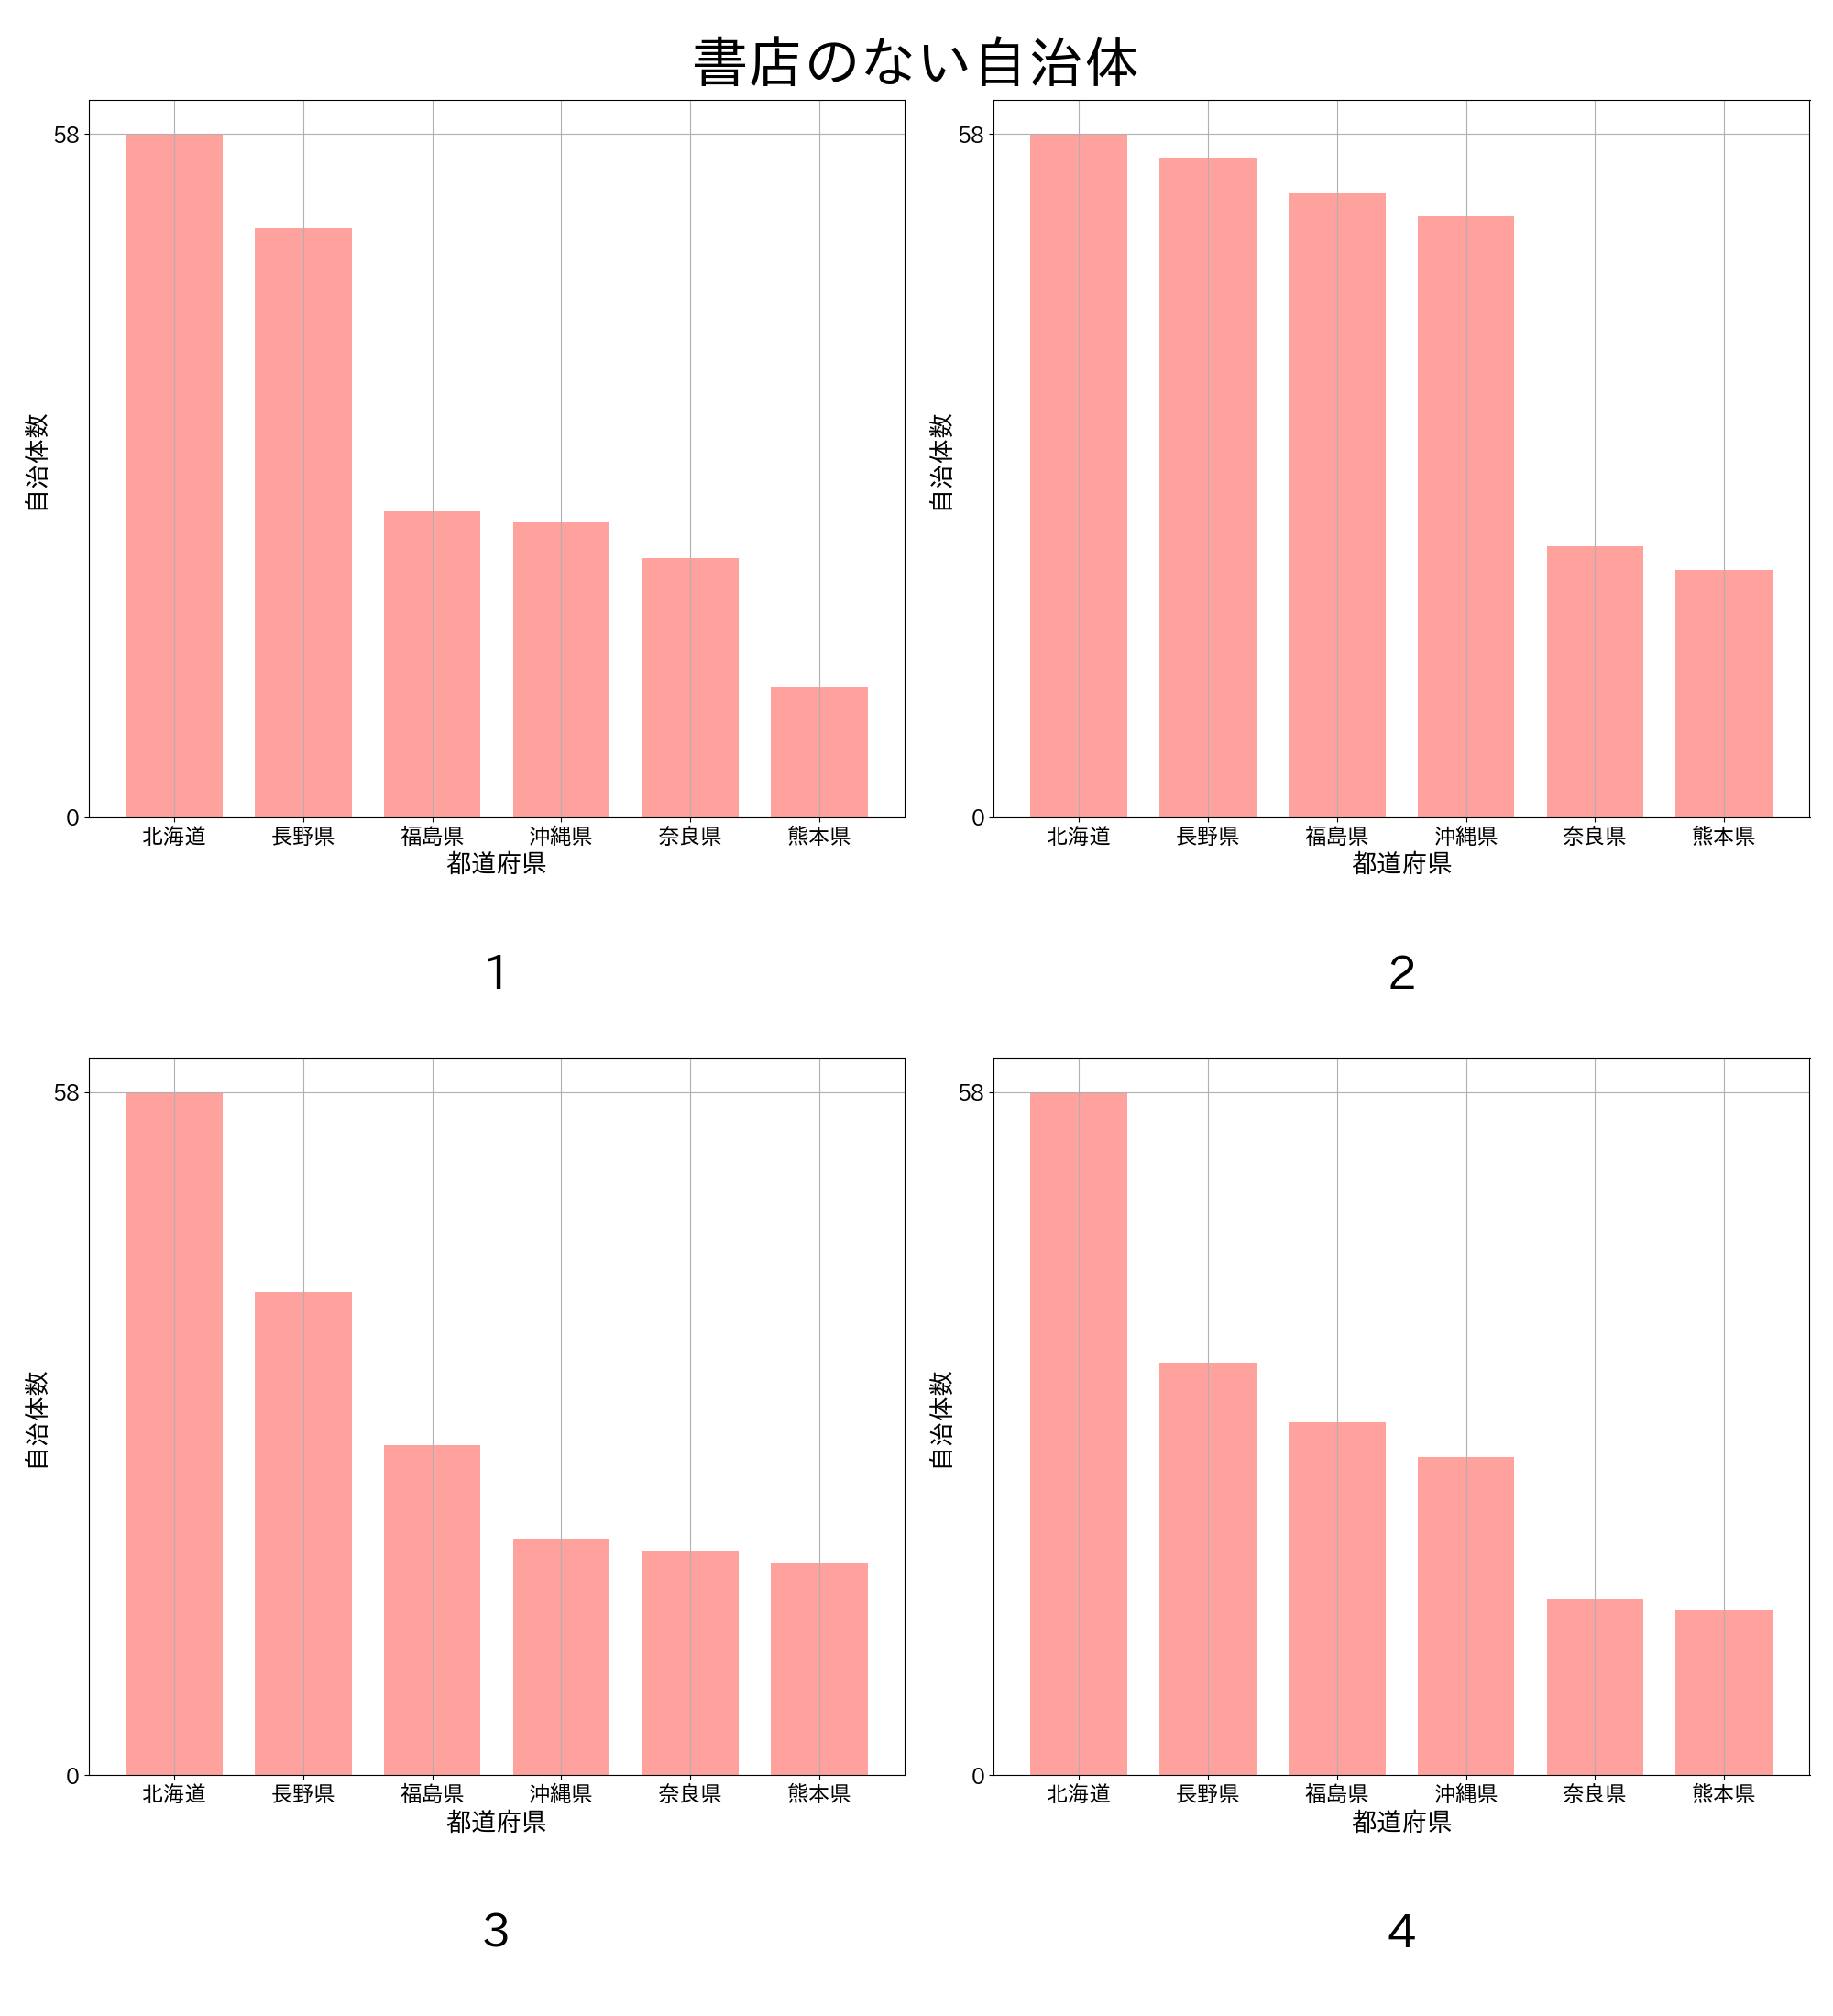 書店のない自治体
58
0
自治体数
北海道 長野県 福島県 沖縄県 奈良県 熊本県
都道府県
1
58
0
自治体数
北海道 長野県 福島県 沖縄県 奈良県 熊本県
都道府県
2
58
0
自治体数
北海道 長野県 福島県 沖縄県 奈良県 熊本県
都道府県
3
58
0
自治体数
北海道 長野県 福島県 沖縄県 奈良県 熊本県
都道府県
4